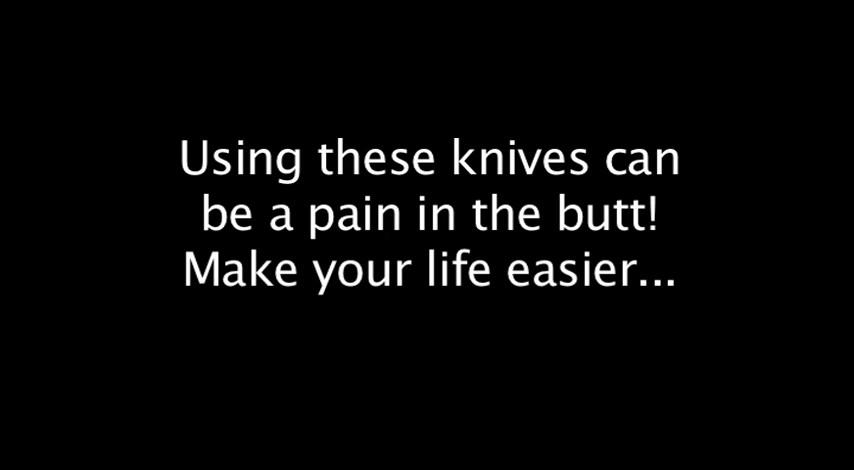 Using these knives can
be a pain in the butt!
Make your life easier...